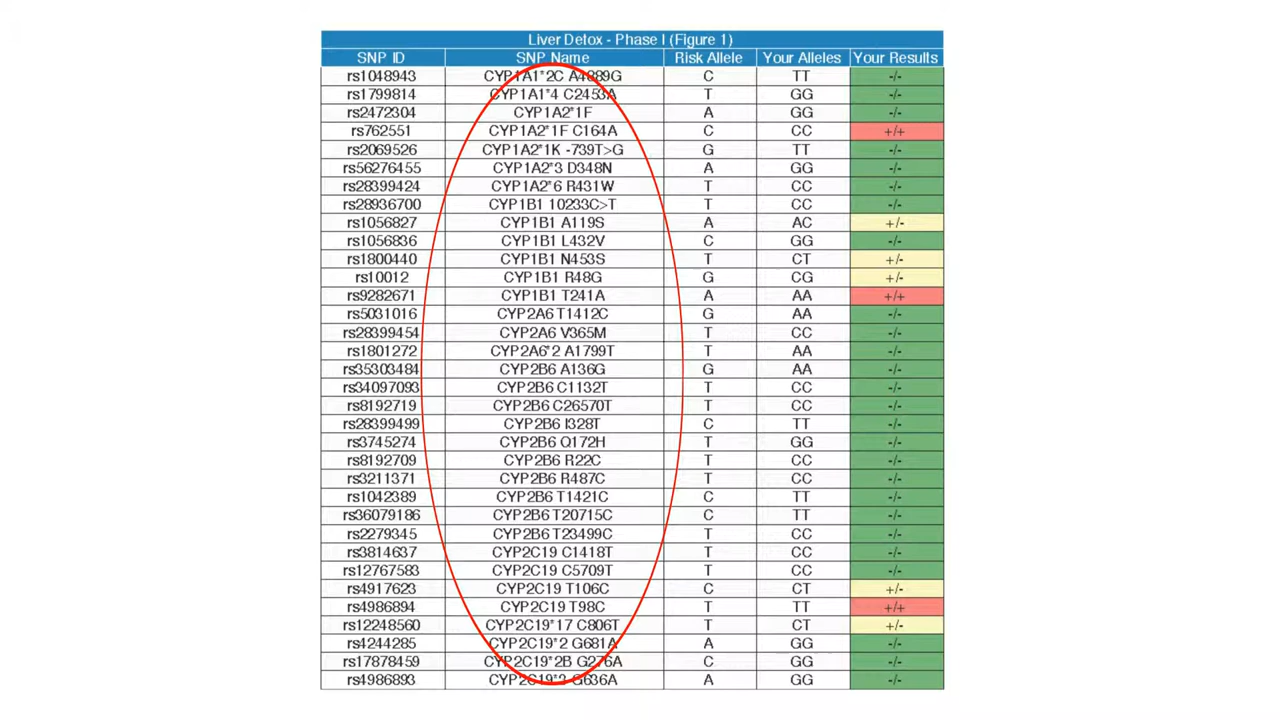 Liver Detox - Phase I (Figure 1)
SNP ID SNP Name Risk Allele Your Alleles Your Results
rs1048943 CYP1A1*2C A4889G C TT -/-
rs1799814 CYP1A1*4 C2453A T GG -/-
rs2472304 CYP1A2*1F A GG -/-
rs762551 CYP1A2*1F C164A C CC +/+
rs2069526 CYP1A2*1K -739T>G G TT -/-
rs56276455 CYP1A2*3 D348N A GG -/-
rs28399424 CYP1A2*6 R431W T CC -/-
rs28936700 CYP1B1 10233C>T T CC -/-
rs1056827 CYP1B1 A119S A AC +/-
rs1056836 CYP1B1 L432V C GG -/-
rs1800440 CYP1B1 N453S T CT +/-
rs10012 CYP1B1 R48G G CG +/-
rs9282671 CYP1B1 T241A A AA +/+
rs5031016 CYP2A6 T1412C G AA -/-
rs28399454 CYP2A6 V365M T CC -/-
rs1801272 CYP2A6*2 A1799T T AA -/-
rs35303484 CYP2B6 A136G G AA -/-
rs34097093 CYP2B6 C1132T T CC -/-
rs8192719 CYP2B6 C26570T T CC -/-
rs28399499 CYP2B6 I328T C TT -/-
rs3745274 CYP2B6 Q172H T GG -/-
rs8192709 CYP2B6 R22C T CC -/-
rs3211371 CYP2B6 R487C T CC -/-
rs1042389 CYP2B6 T1421C C TT -/-
rs36079186 CYP2B6 T20715C C TT -/-
rs2279345 CYP2B6 T23499C T CC -/-
rs3814637 CYP2C19 C1418T T CC -/-
rs12767583 CYP2C19 C5709T T CC -/-
rs4917623 CYP2C19 T106C C CT +/-
rs4986894 CYP2C19 T98C T TT +/+
rs12248560 CYP2C19*17 C806T T CT +/-
rs4244285 CYP2C19*2 G681A A GG -/-
rs17878459 CYP2C19*2B G276A C GG -/-
rs4986893 CYP2C19*3 G636A A GG -/-